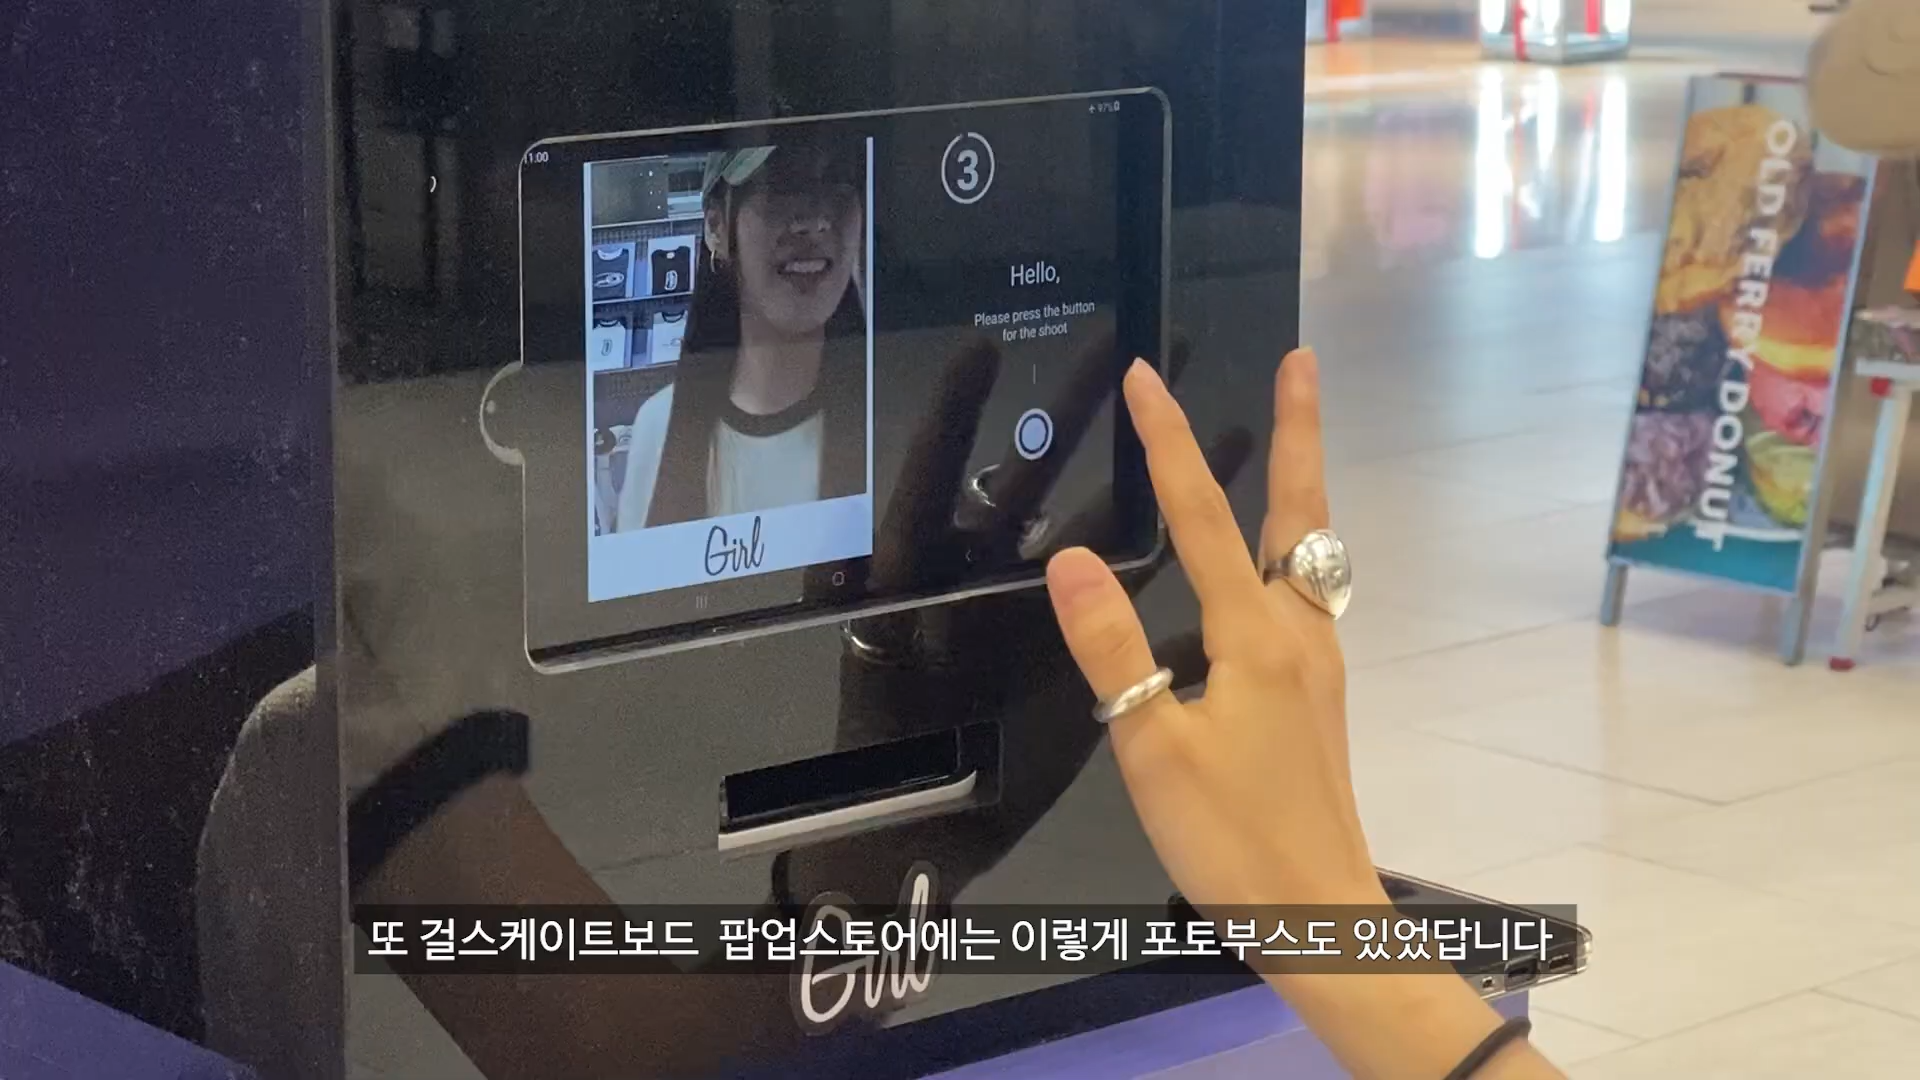 11:00
97%
3
Hello,
Please press the button
for the shoot
Girl
OLD FERRY DONUT
또 걸스케이트보드 팝업스토어에는 이렇게 포토부스도 있었답니다
Girl